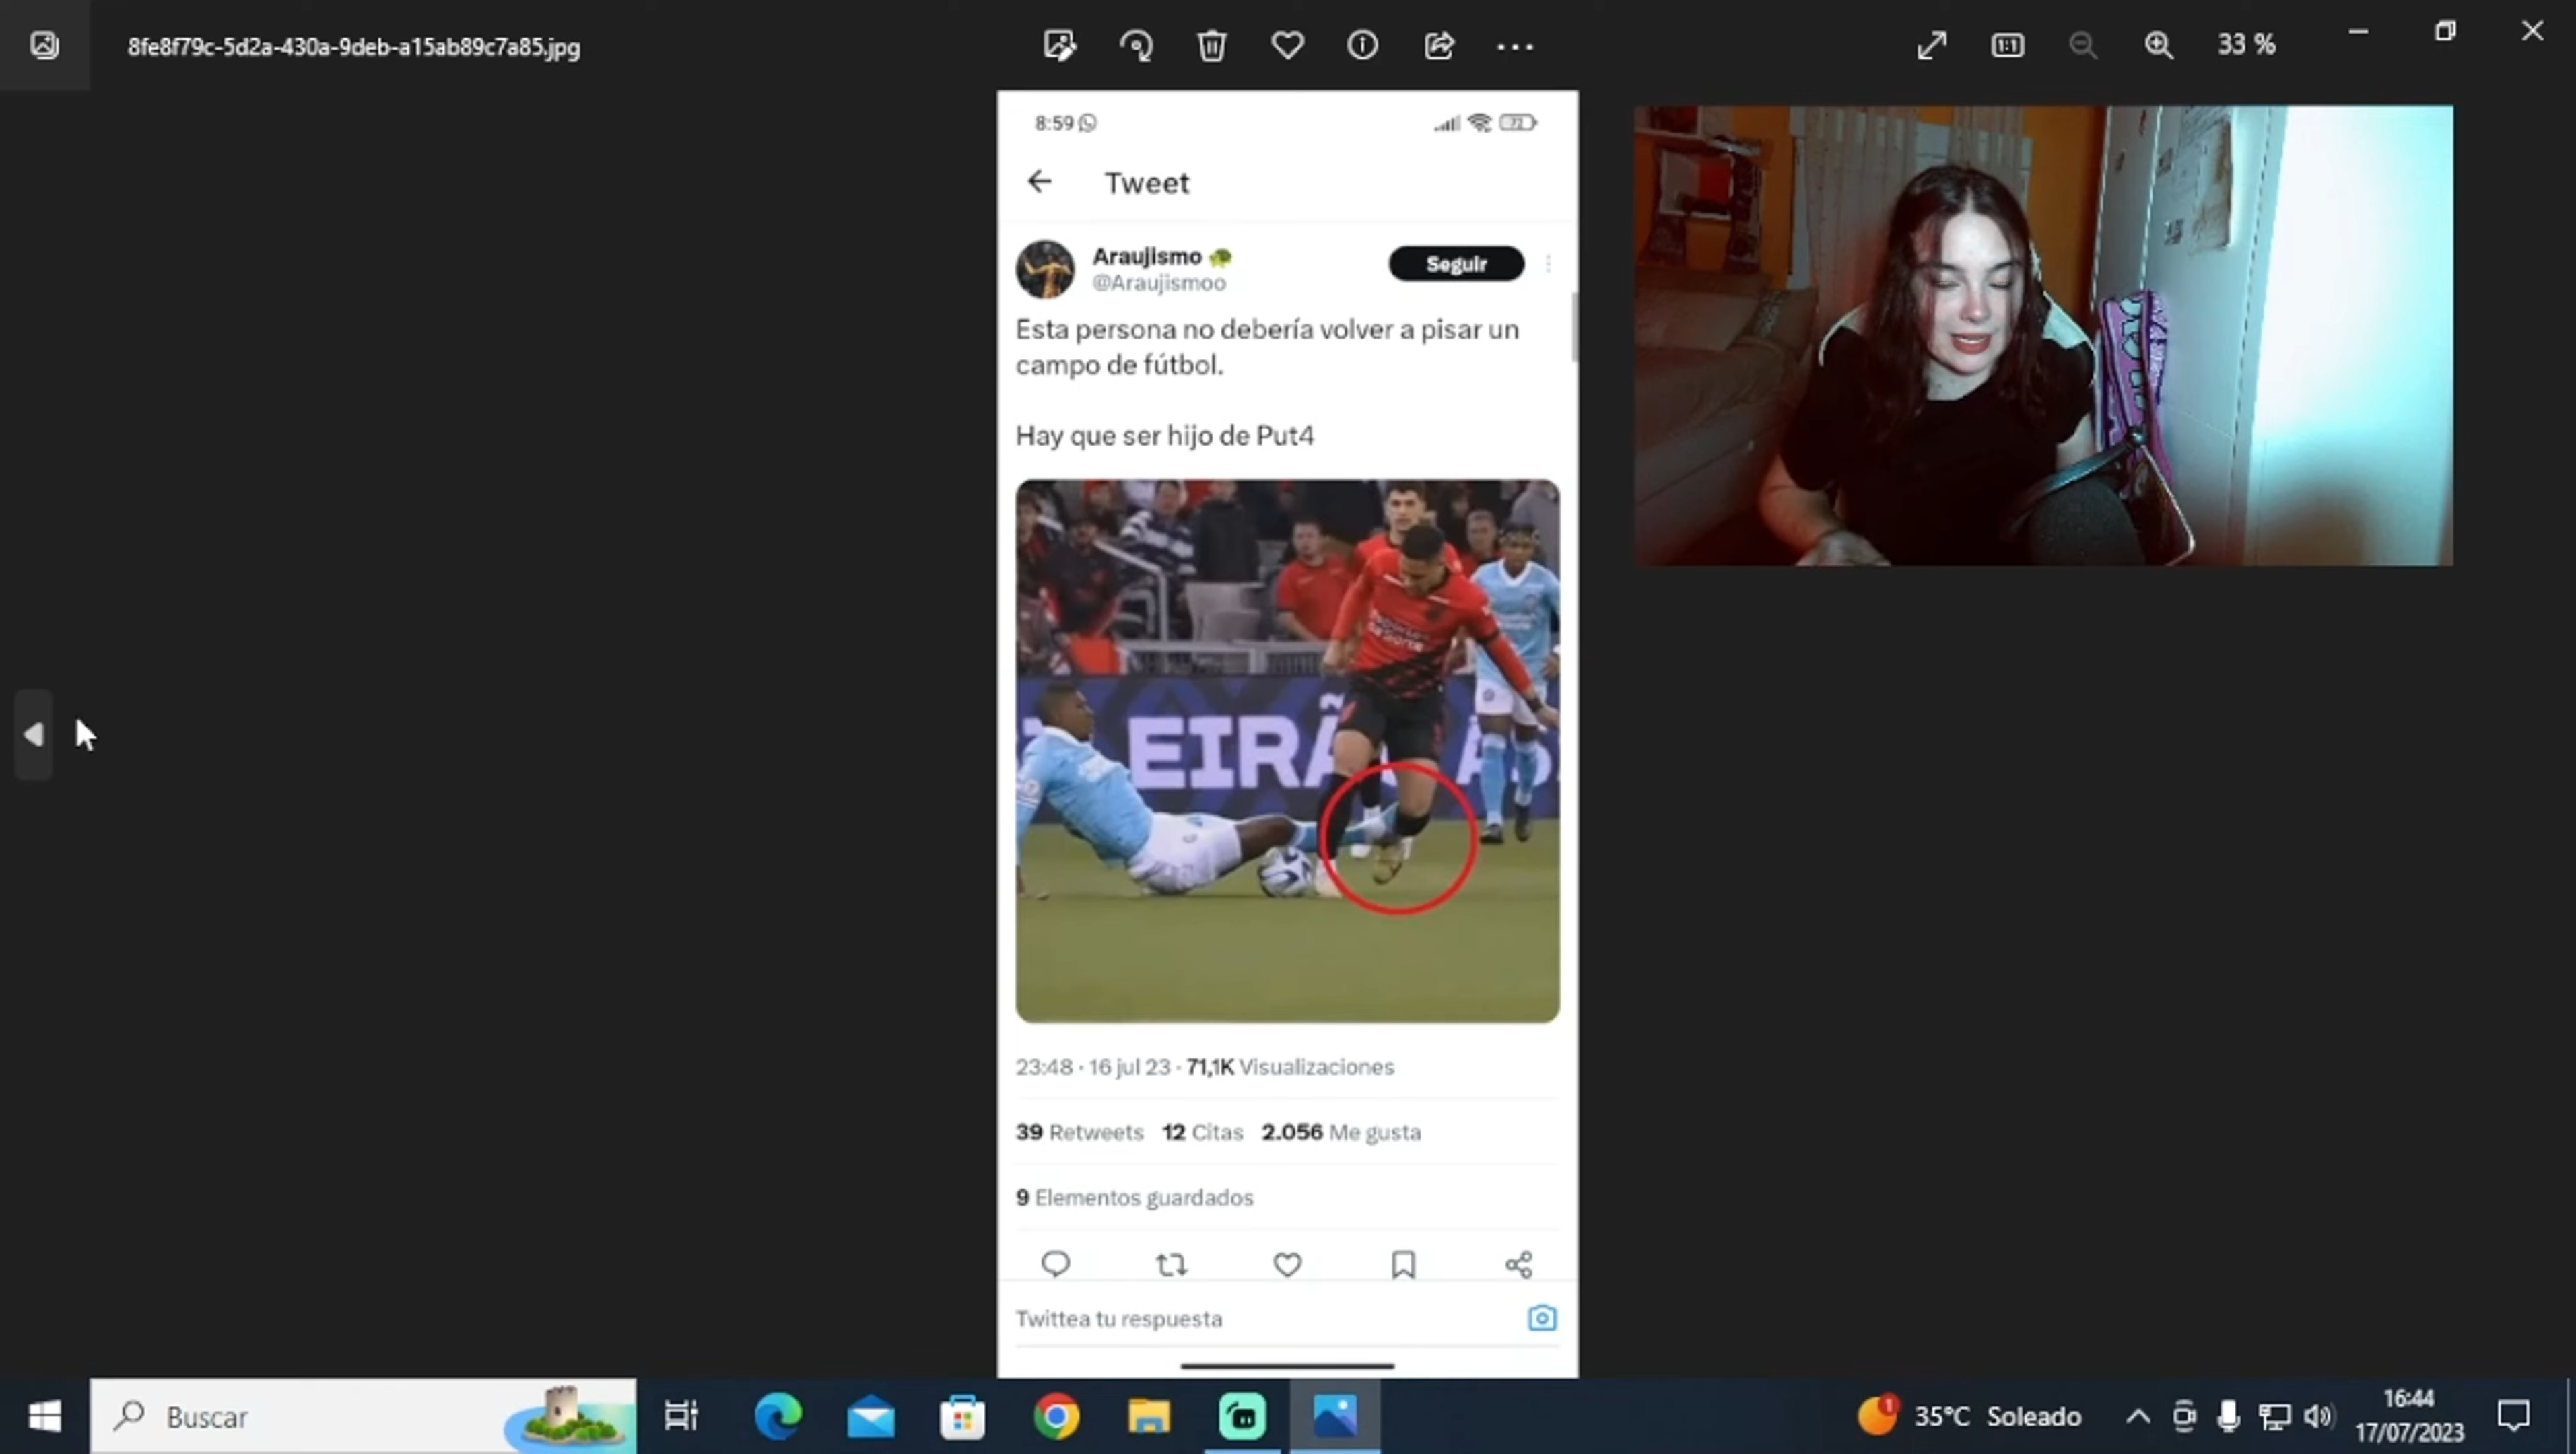 8fe8f79c-5d2a-430a-9deb-a15ab89c7a85.jpg
33 %
8:59
72
Tweet
Araujismo
@Araujismoo
Seguir
Esta persona no debería volver a pisar un
campo de fútbol.
Hay que ser hijo de Put4
EIRÃ
23:48 · 16 jul 23 · 71,1K Visualizaciones
39 Retweets 12 Citas 2.056 Me gusta
9 Elementos guardados
Twittea tu respuesta
Buscar
1
35°C Soleado
16:44
17/07/2023